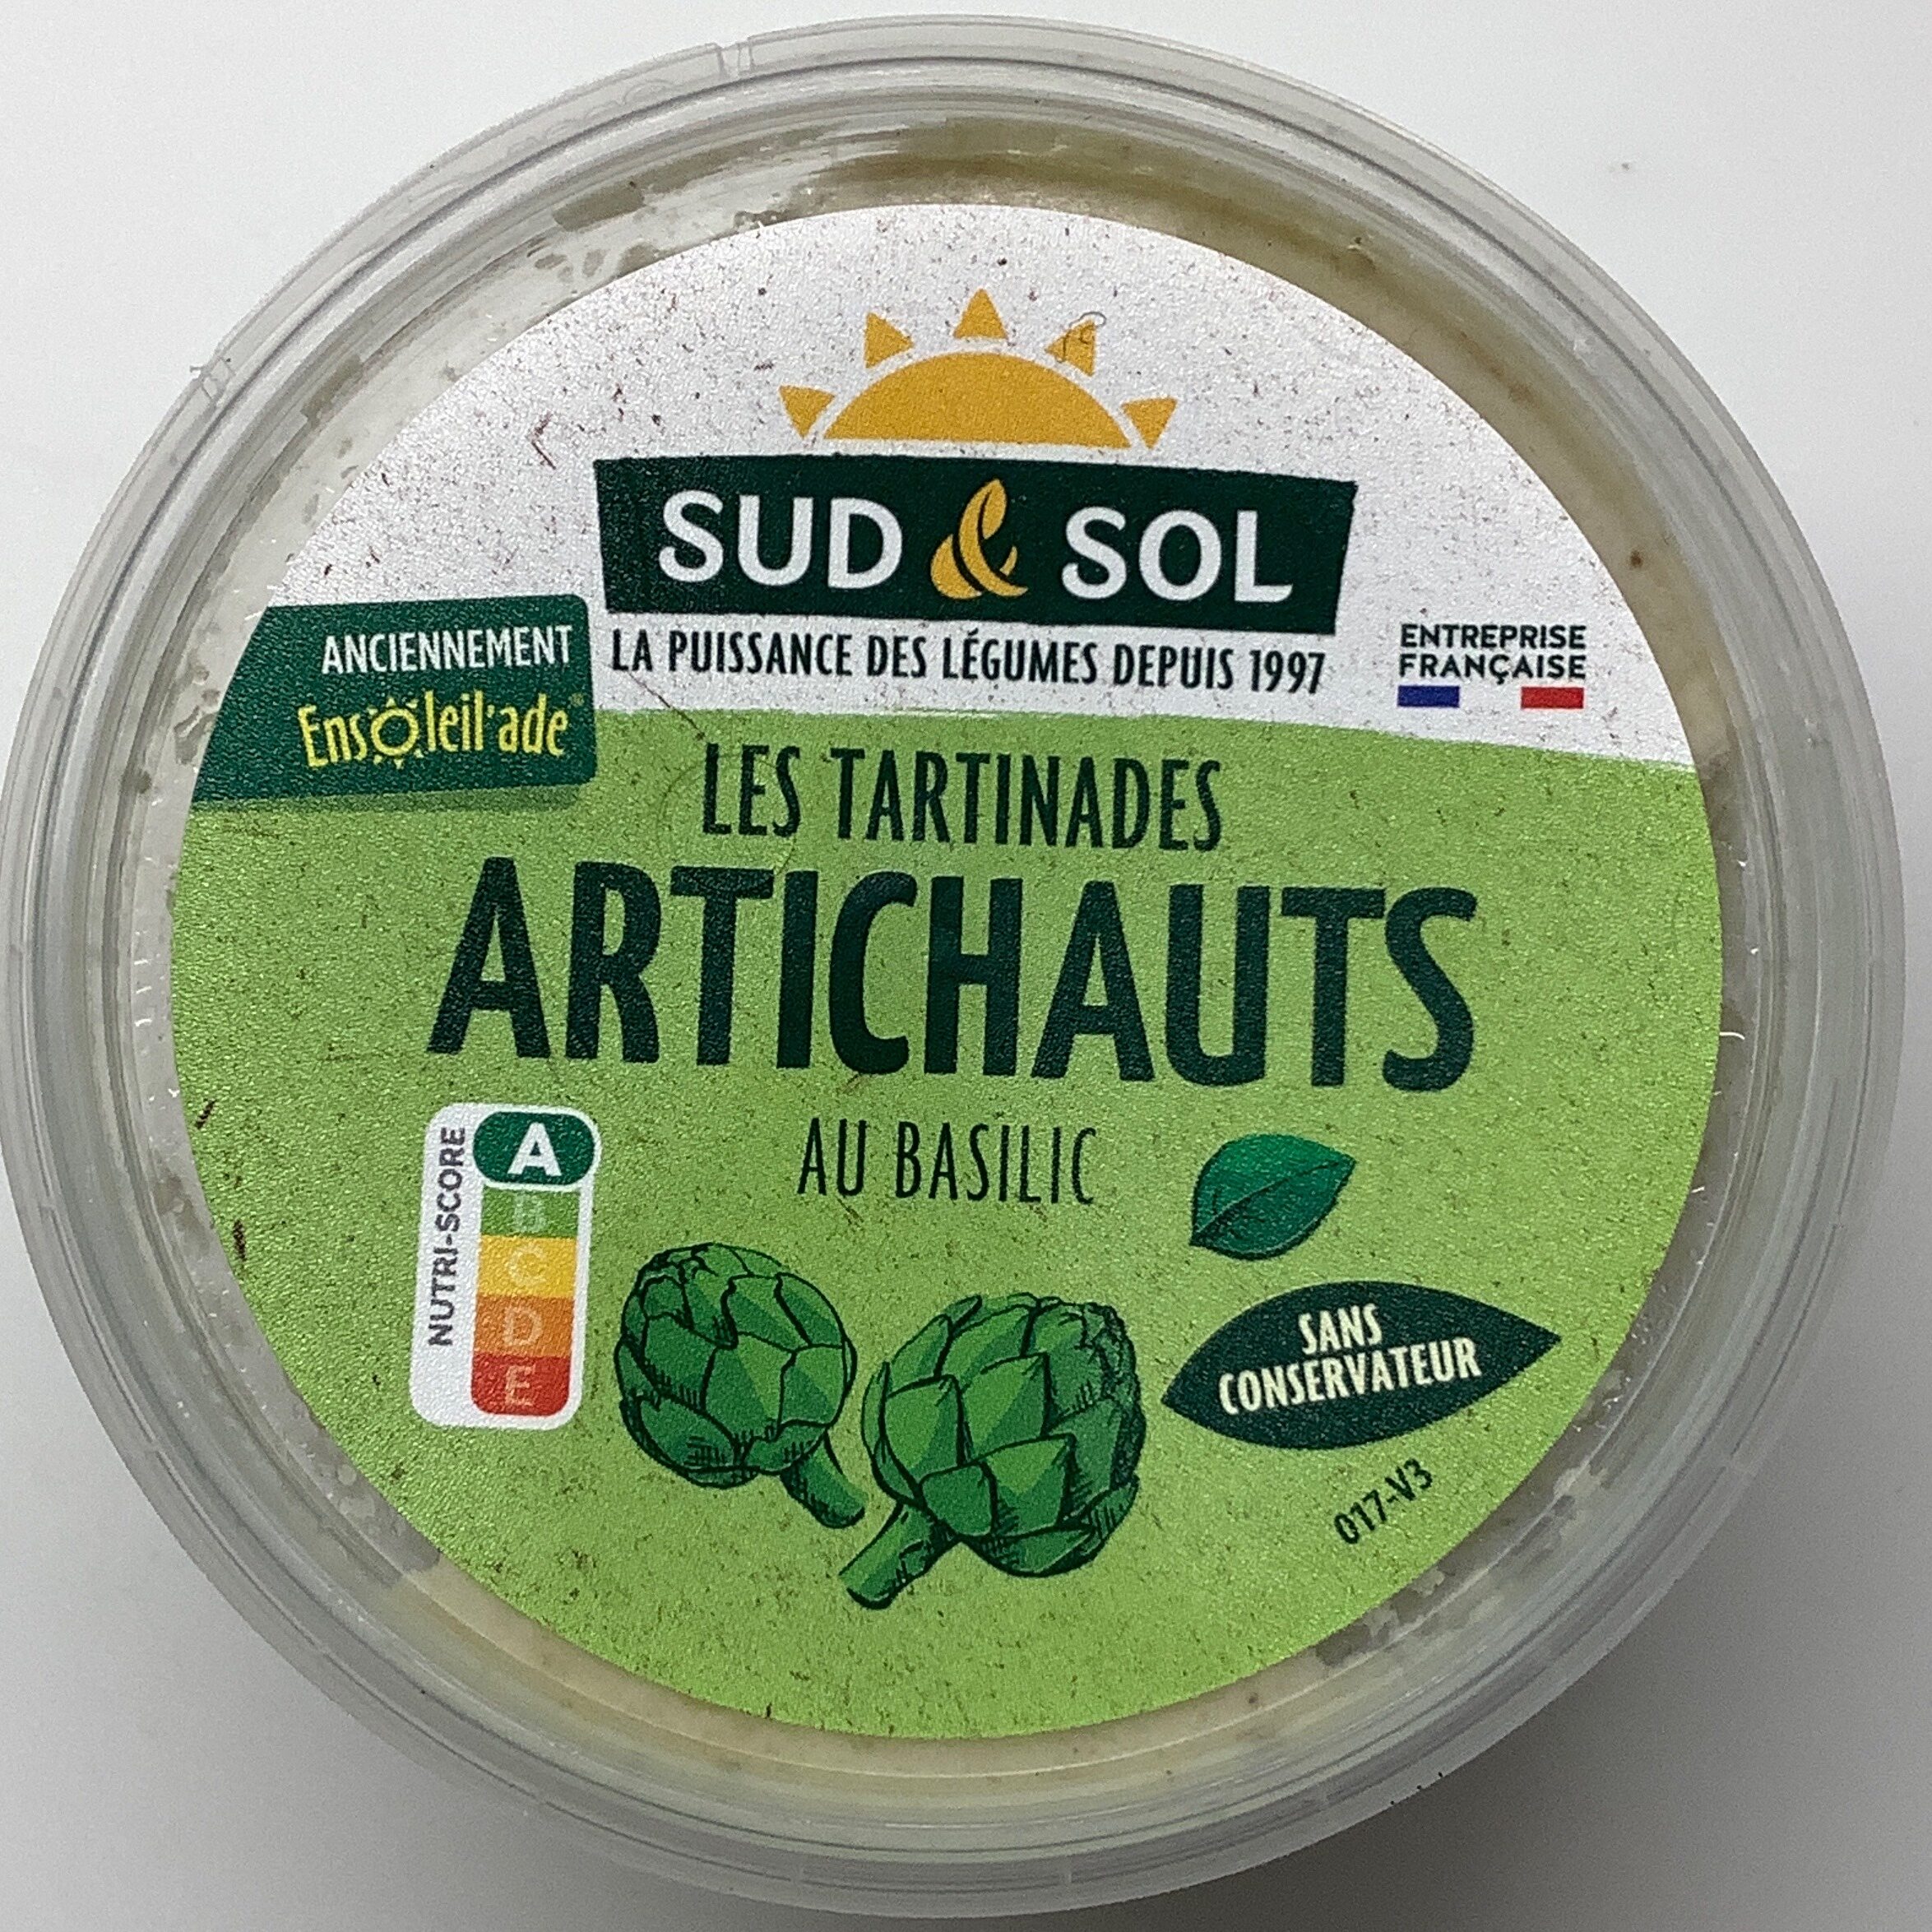 SUD & SOL
LA PUISSANCE DES LÉGUMES DEPUIS 1997
ANCIENNEMENT
Ensoleil'ade®
ENTREPRISE
FRANÇAISE
LES TARTINADES
ARTICHAUTS
AU BASILIC
NUTRI-SCORE
A
B
C
D
E
SANS
CONSERVATEUR
017-V3